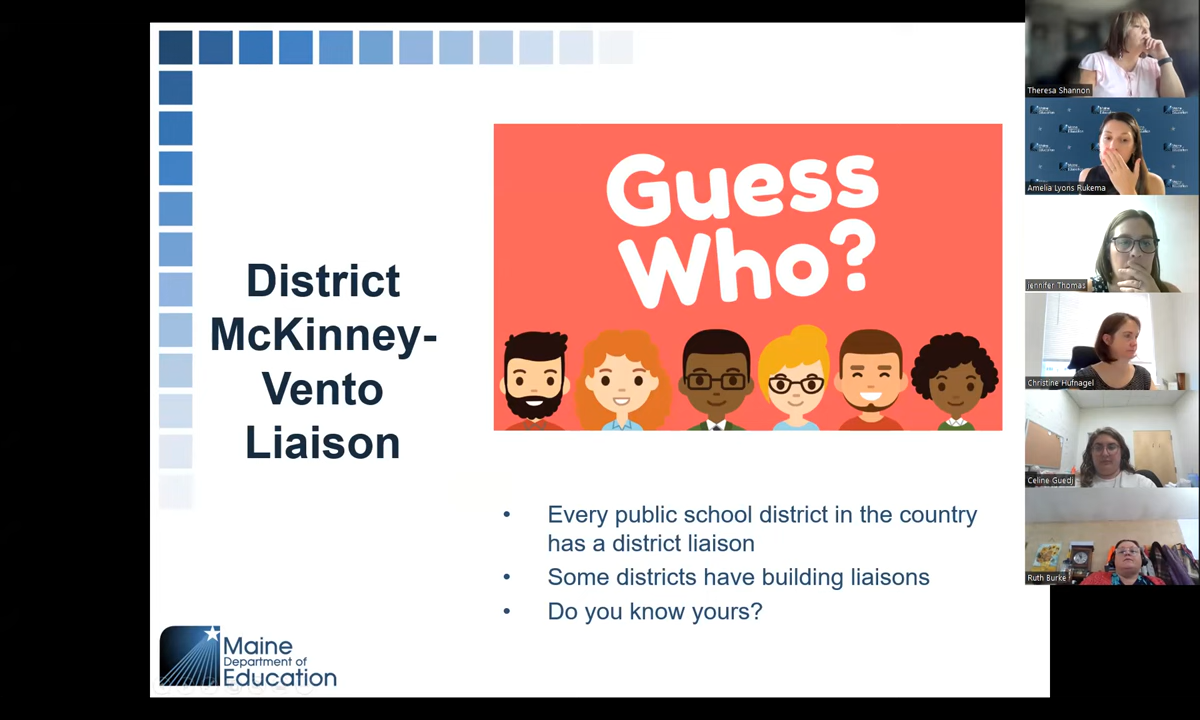 District
McKinney-
Vento
Liaison
Guess
Who?
• Every public school district in the country
has a district liaison
• Some districts have building liaisons
• Do you know yours?
Maine
Department of
Education
Theresa Shannon
Maine
Education
Amelia Lyons Rukema
jennifer Thomas
Christine Hufnagel
Celine Guedj
Ruth Burke